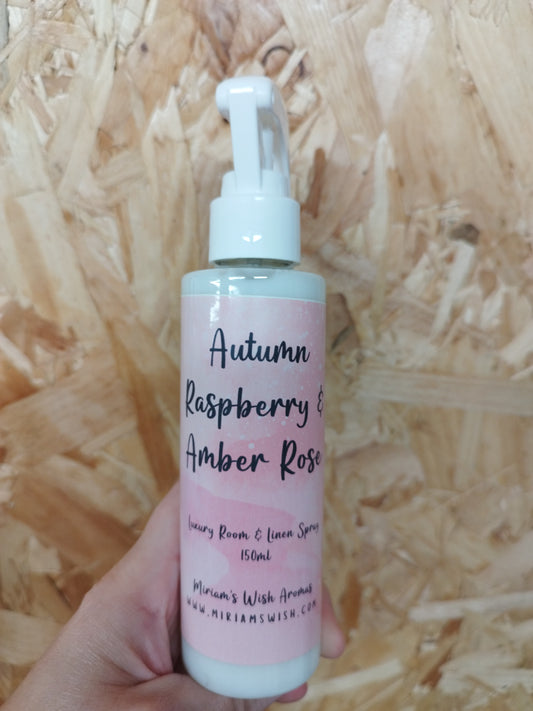 Autumn
Raspberry &
Amber Rose
Luxury Room & Linen Spray
150ml
Miriam's Wish Aromas
WWW.MIRIAMSWISH.COM